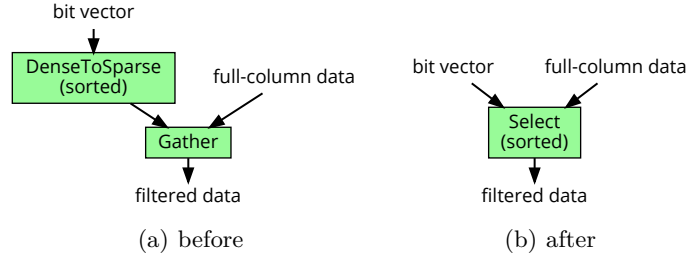 bit vector
DenseToSparse
(sorted)
full-column data
Gather
filtered data
(a) before
bit vector
full-column data
Select
(sorted)
filtered data
(b) after